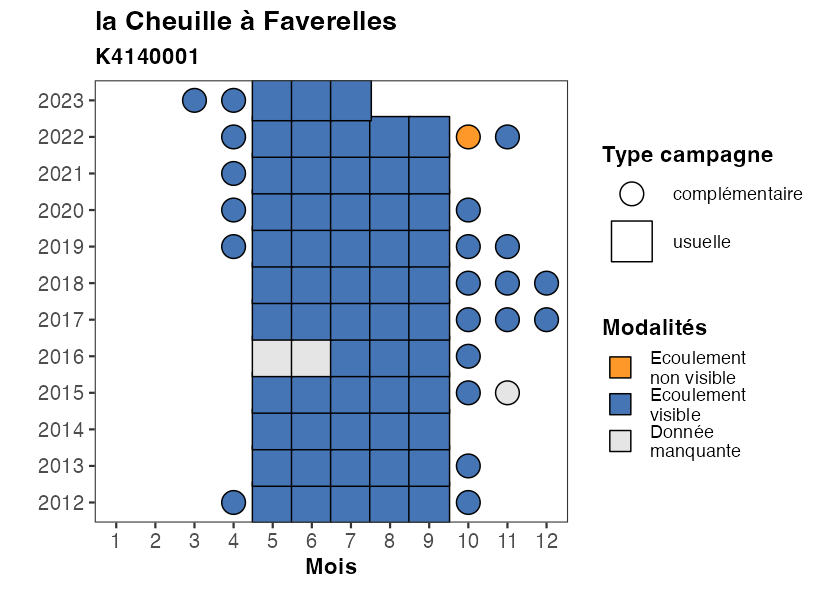 la Cheuille à Faverelles
K4140001
2023
2022
2021
2020
2019
2018
2017
2016
2015
2014
2013
2012
1 2 3 4 5 6 7 8 9 10 11 12
Mois
Type campagne
complémentaire
usuelle
Modalités
Ecoulement
non visible
Ecoulement
visible
Donnée
manquante